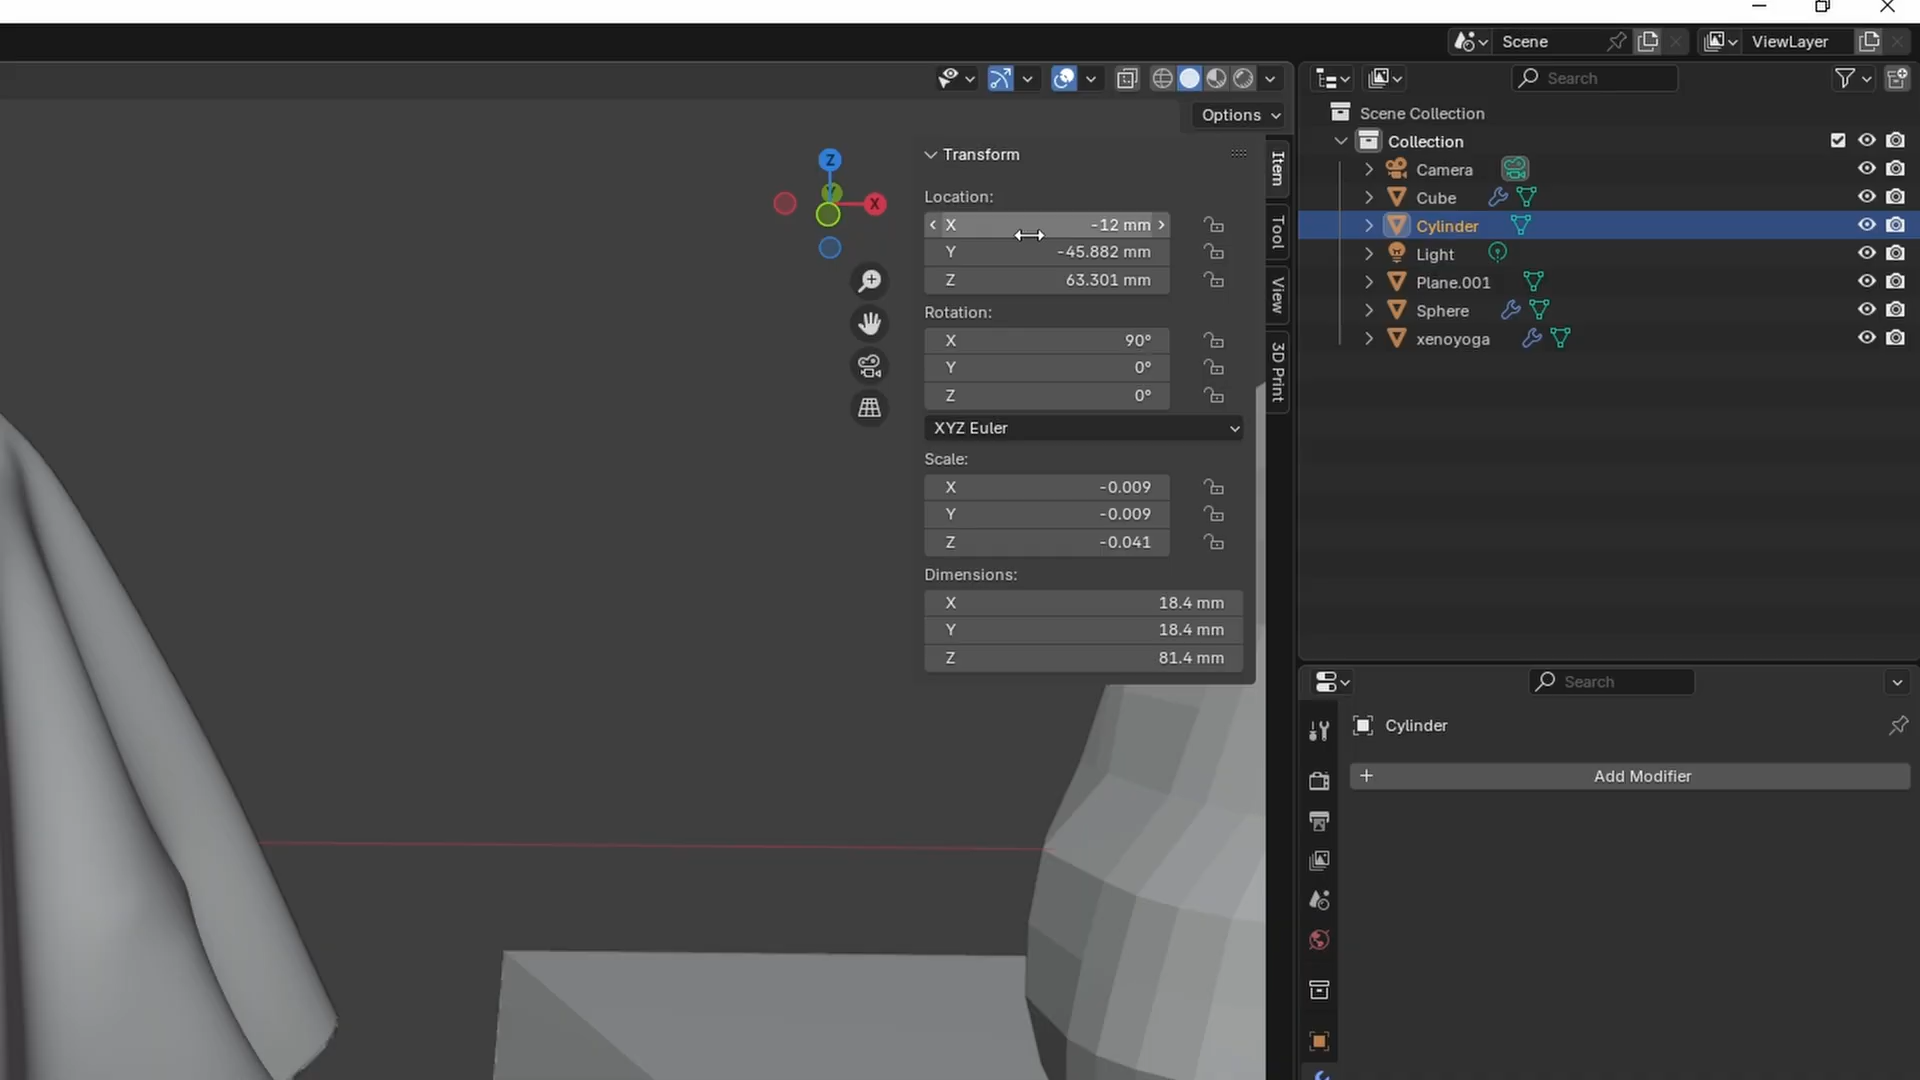 Scene
ViewLayer
Search
Options
Scene Collection
Collection
Camera
Cube
Cylinder
Light
Plane.001
Sphere
xenoyoga
Z
Y
X
Transform
Location:
X -12 mm
Y -45.882 mm
Z 63.301 mm
Rotation:
X 90°
Y 0°
Z 0°
XYZ Euler
Scale:
X -0.009
Y -0.009
Z -0.041
Dimensions:
X 18.4 mm
Y 18.4 mm
Z 81.4 mm
Item
Tool
View
3D Print
Search
Cylinder
+ Add Modifier